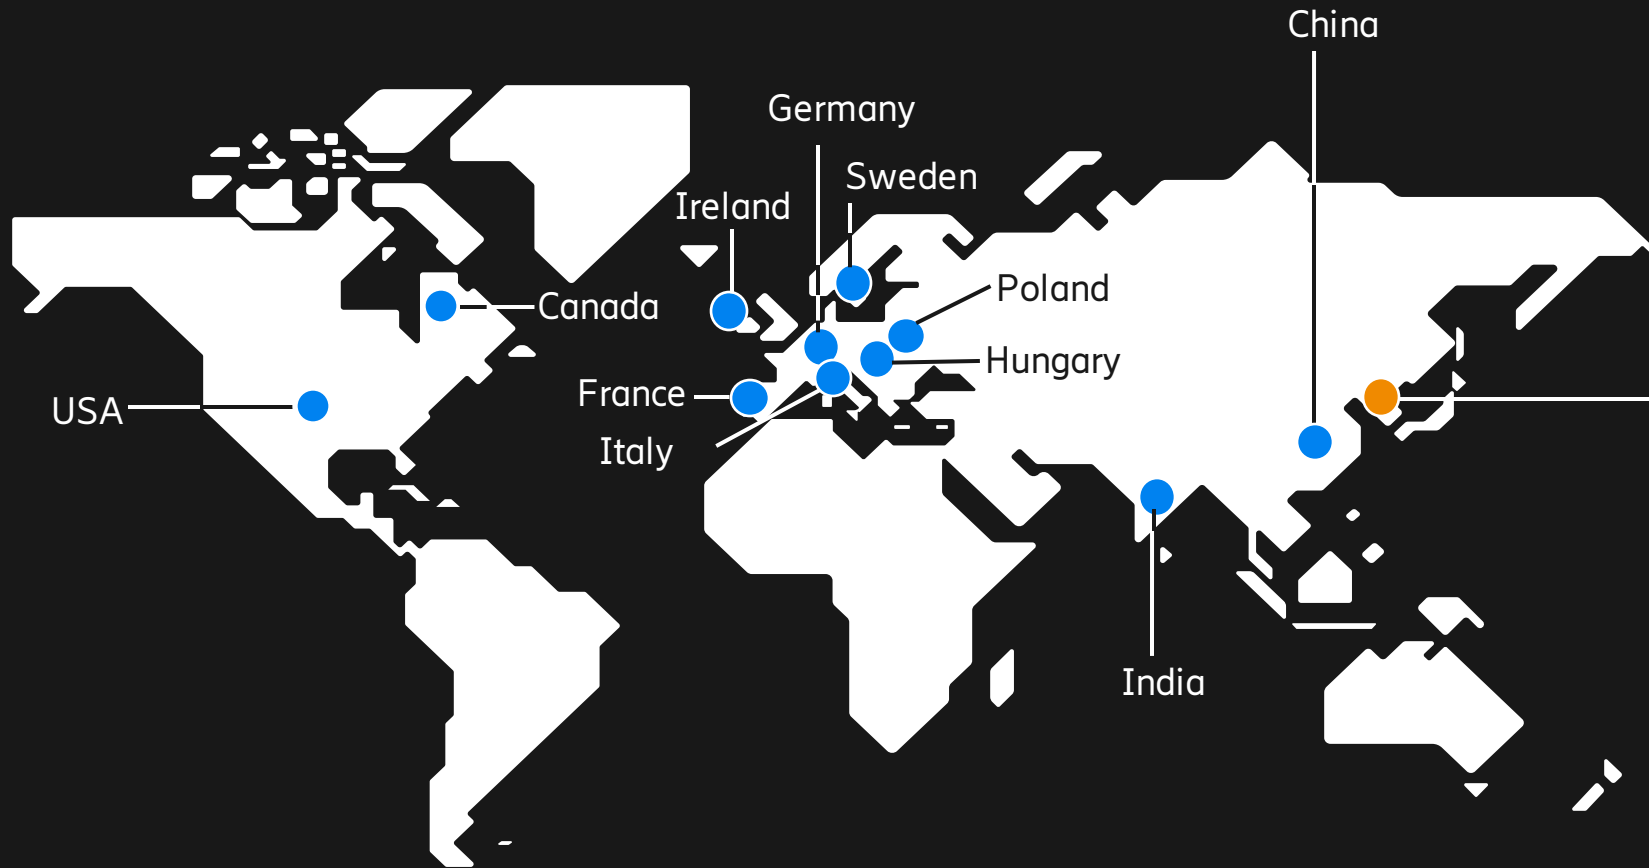 China
Germany
Sweden
Ireland
Poland
Canada
Hungary
France
USA
Italy
India